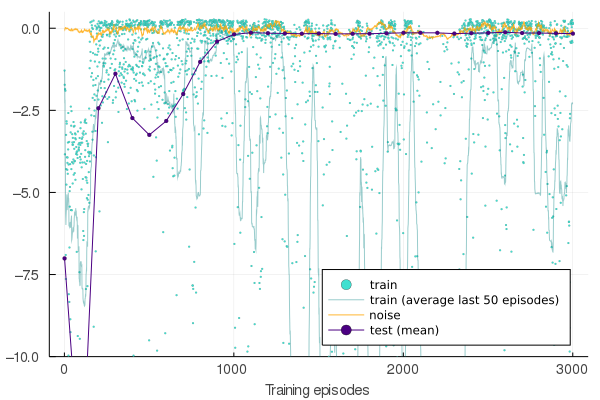 0.0
−2.5
−5.0
−7.5
−10.0
0
1000
2000
3000
Training episodes
train
train (average last 50 episodes)
noise
test (mean)